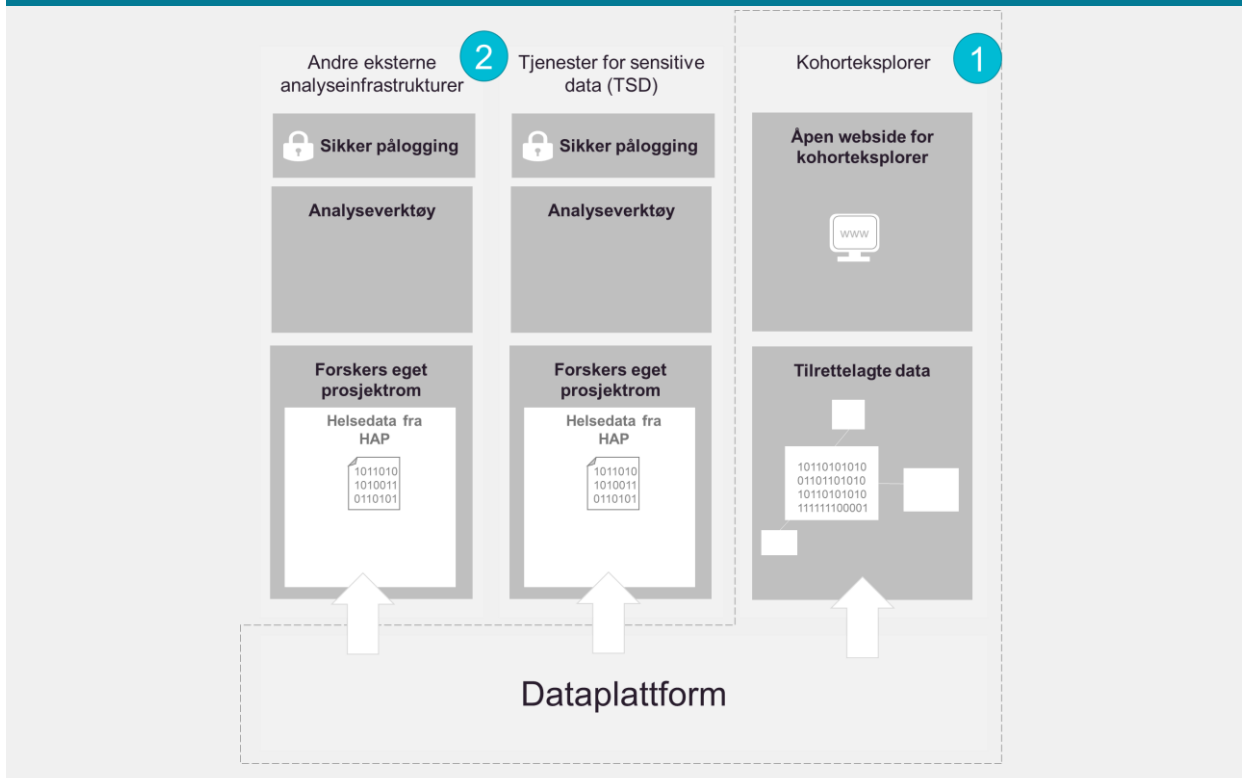 Andre eksterne
analyseinfrastrukturer
2
Sikker pålogging
Analyseverktøy
Forskers eget
prosjektrom
Helsedata fra
HAP
1011010
1010011
0110101
Tjenester for sensitive
data (TSD)
Sikker pålogging
Analyseverktøy
Forskers eget
prosjektrom
Helsedata fra
HAP
1011010
1010011
0110101
Kohorteksplorer
1
Åpen webside for
kohorteksplorer
www
Tilrettelagte data
10110101010
01101101010
10110101010
111111100001
Dataplattform